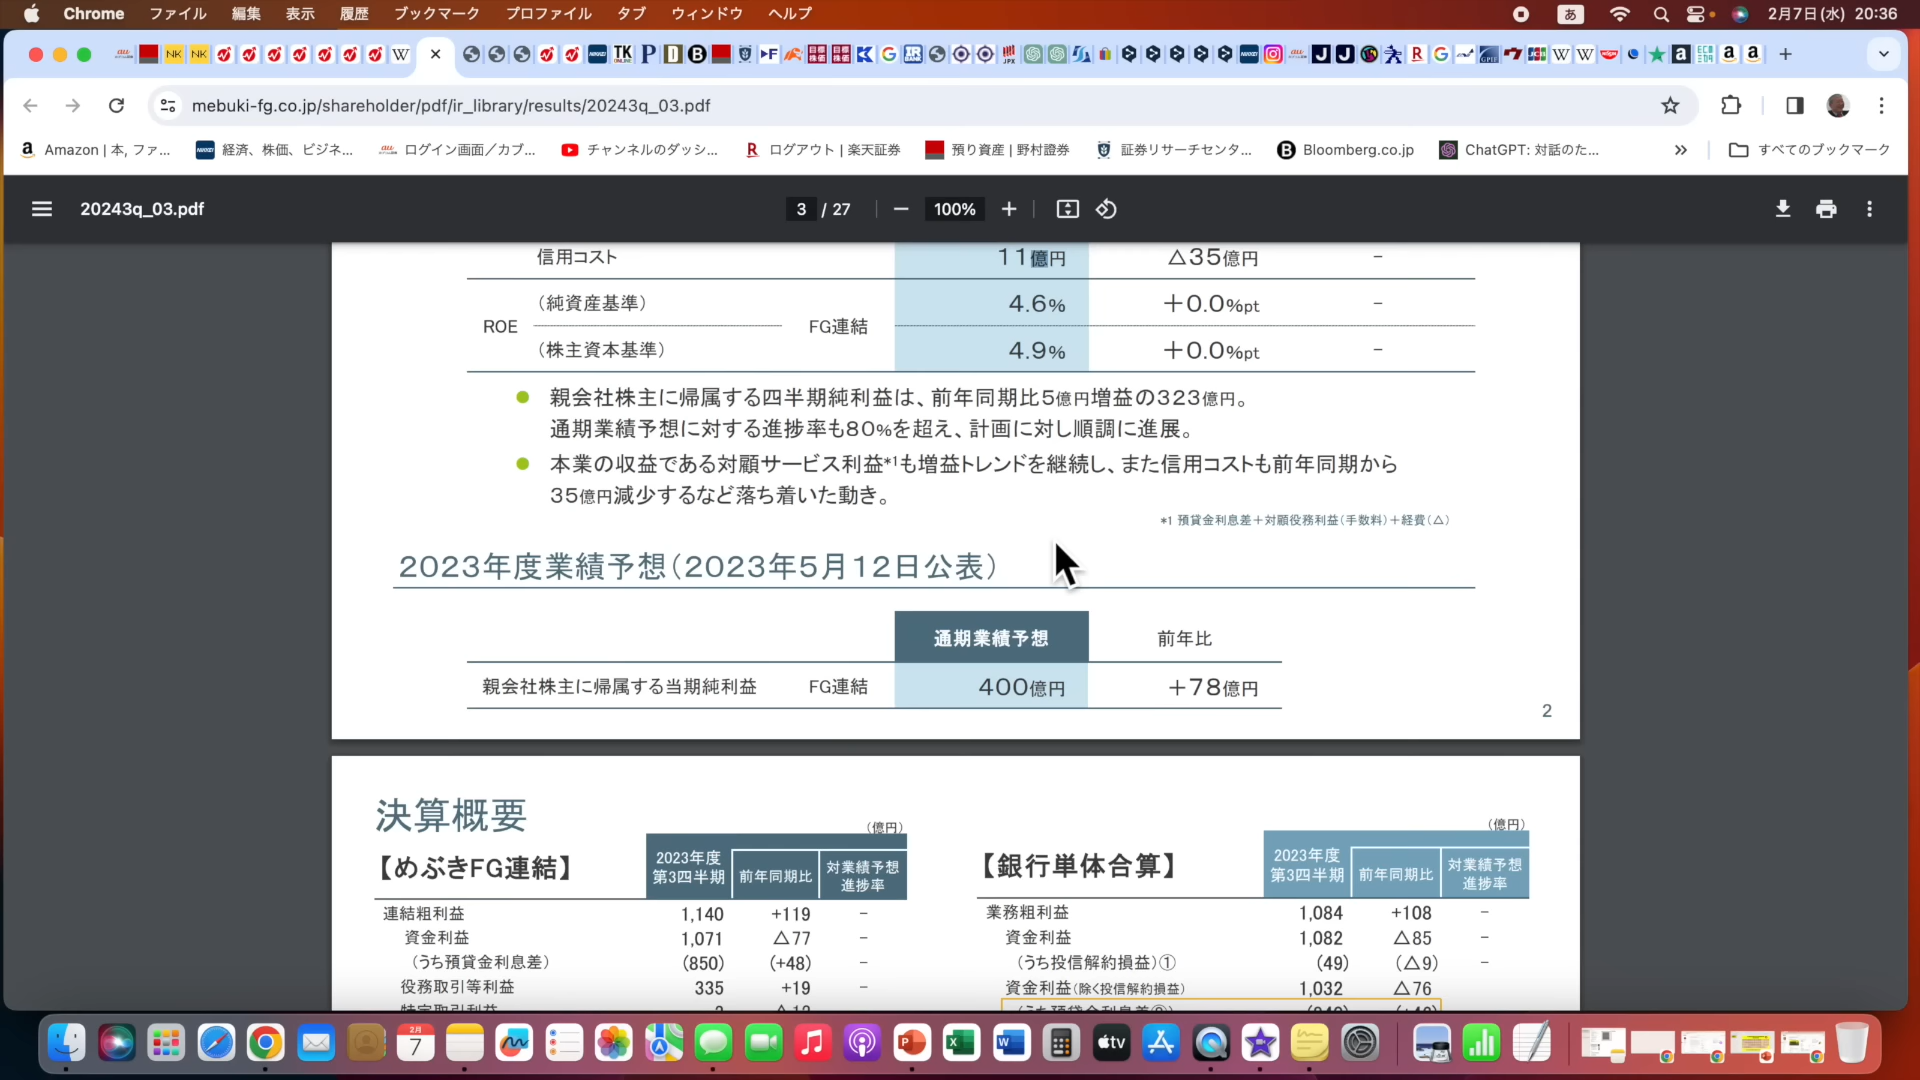 Chrome ファイル 編集 表示 履歴 ブックマーク プロファイル タブ ウィンドウ ヘルプ あ 2月7日(水) 20:36
mebuki-fg.co.jp/shareholder/pdf/ir_library/results/20243q_03.pdf
Amazon | 本, ファ... 経済、株価、ビジネ... ログイン画面／カブ... チャンネルのダッシ... ログアウト | 楽天証券 預り資産 | 野村證券 証券リサーチセンタ... Bloomberg.co.jp ChatGPT: 対話のた... » すべてのブックマーク
20243q_03.pdf 3 / 27 100%
信用コスト 11億円 △35億円 −
（純資産基準） 4.6% ＋0.0%pt −
ROE FG連結
（株主資本基準） 4.9% ＋0.0%pt −
親会社株主に帰属する四半期純利益は、前年同期比5億円増益の323億円。
通期業績予想に対する進捗率も80%を超え、計画に対し順調に進展。
本業の収益である対顧サービス利益*1も増益トレンドを継続し、また信用コストも前年同期から
35億円減少するなど落ち着いた動き。
*1 預貸金利息差＋対顧役務利益（手数料）＋経費（△）
2023年度業績予想（2023年5月12日公表）
通期業績予想 前年比
親会社株主に帰属する当期純利益 FG連結 400億円 ＋78億円
2
決算概要
【めぶきFG連結】
（億円）
2023年度第3四半期 前年同期比 対業績予想進捗率
連結粗利益 1,140 +119 −
資金利益 1,071 △77 −
（うち預貸金利息差） (850) (+48) −
役務取引等利益 335 +19 −
【銀行単体合算】
（億円）
2023年度第3四半期 前年同期比 対業績予想進捗率
業務粗利益 1,084 +108 −
資金利益 1,082 △85 −
（うち投信解約損益）① (49) (△9) −
資金利益（除く投信解約損益） 1,032 △76
2月
7
tv